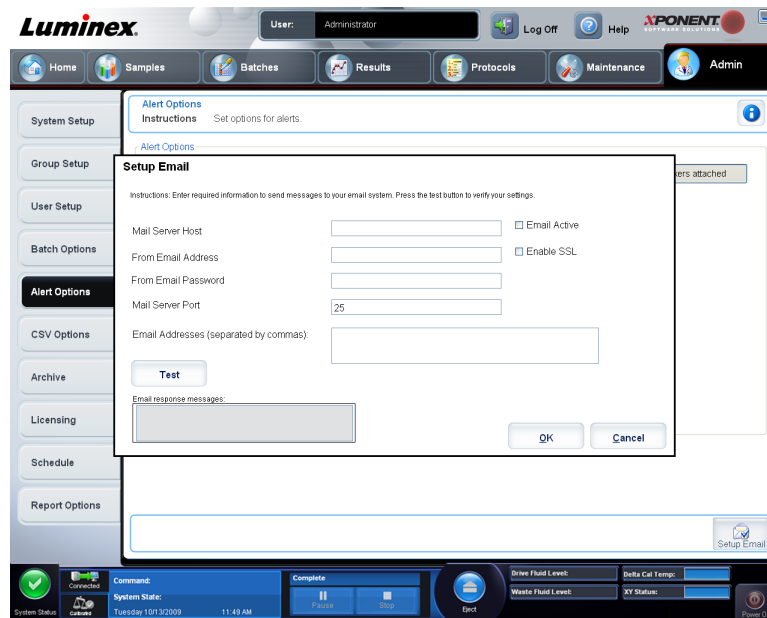 Luminex.
User: Administrator
Log Off
Help
XPONENT.
SOFTWARE SOLUTIONS
Home
Samples
Batches
Results
Protocols
Maintenance
Admin
System Setup
Group Setup
User Setup
Batch Options
Alert Options
CSV Options
Archive
Licensing
Schedule
Report Options
Alert Options
Instructions Set options for alerts.
Alert Options
kers attached
Setup Email
Instructions: Enter required information to send messages to your email system. Press the test button to verify your settings.
Mail Server Host
Email Active
From Email Address
Enable SSL
From Email Password
Mail Server Port 25
Email Addresses (separated by commas):
Test
Email response messages:
OK
Cancel
Setup Email
System Status
Connected
Calibrated
Command:
System State:
Tuesday 10/13/2009 11:49 AM
Complete
Pause
Stop
Eject
Drive Fluid Level:
Waste Fluid Level:
Delta Cal Temp:
XY Status:
Power O